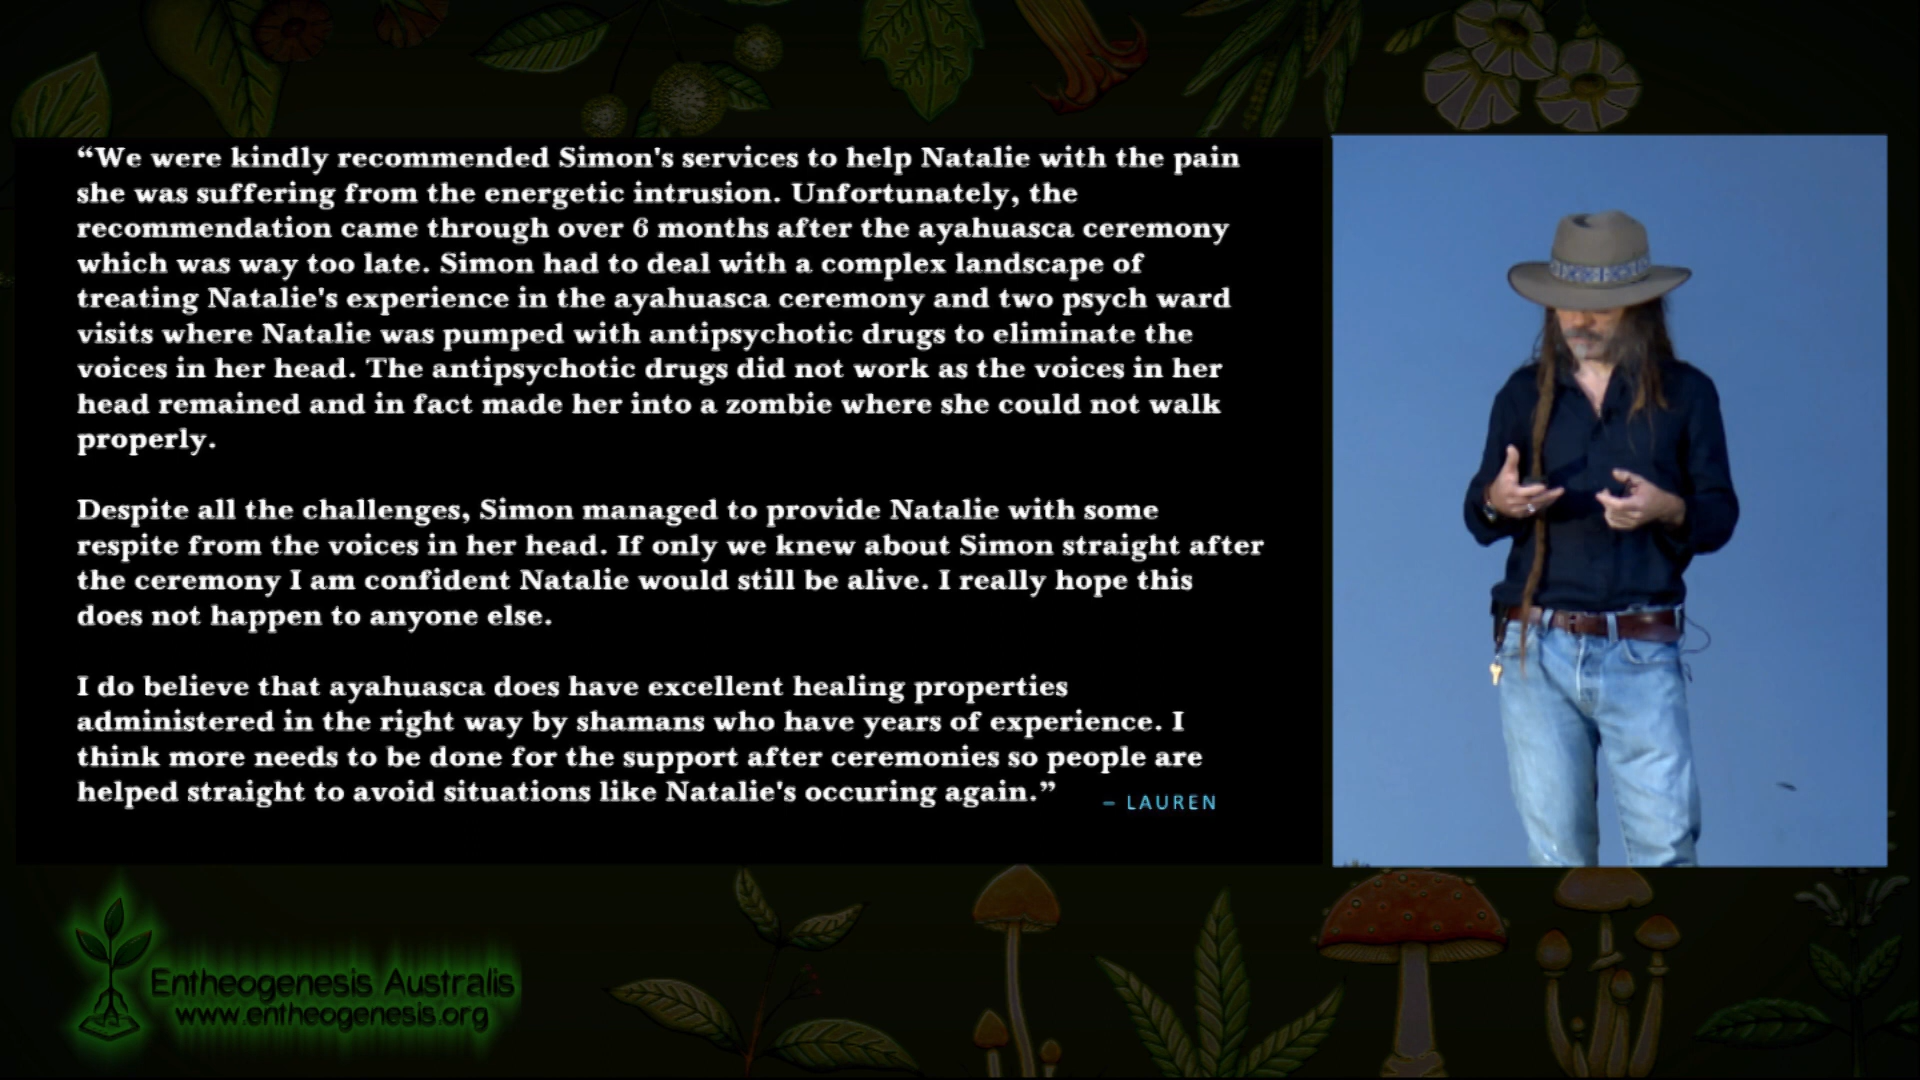 “We were kindly recommended Simon's services to help Natalie with the pain
she was suffering from the energetic intrusion. Unfortunately, the
recommendation came through over 6 months after the ayahuasca ceremony
which was way too late. Simon had to deal with a complex landscape of
treating Natalie's experience in the ayahuasca ceremony and two psych ward
visits where Natalie was pumped with antipsychotic drugs to eliminate the
voices in her head. The antipsychotic drugs did not work as the voices in her
head remained and in fact made her into a zombie where she could not walk
properly.
Despite all the challenges, Simon managed to provide Natalie with some
respite from the voices in her head. If only we knew about Simon straight after
the ceremony I am confident Natalie would still be alive. I really hope this
does not happen to anyone else.
I do believe that ayahuasca does have excellent healing properties
administered in the right way by shamans who have years of experience. I
think more needs to be done for the support after ceremonies so people are
helped straight to avoid situations like Natalie's occuring again.”
– LAUREN
Entheogenesis Australis
www.entheogenesis.org